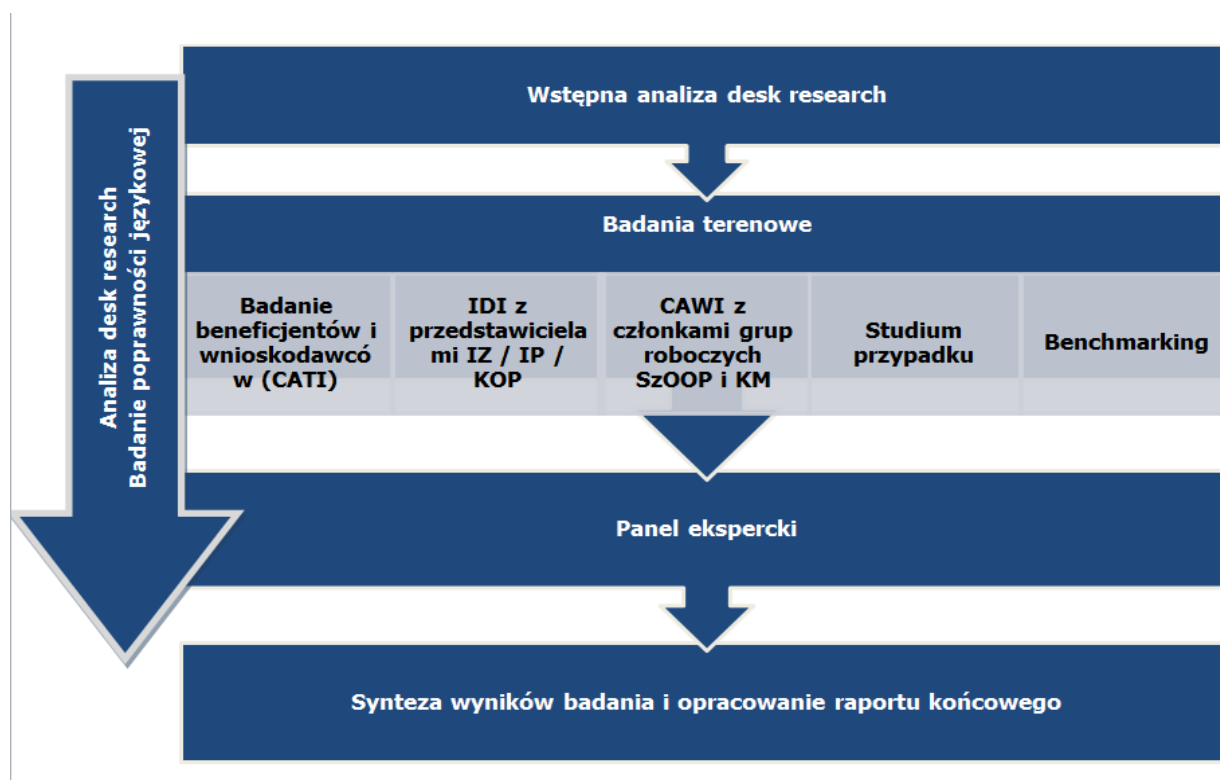 Wstępna analiza desk research
Analiza desk research
Badanie poprawności językowej
Badania terenowe
Badanie
beneficjentów i
wnioskodawcó
w (CATI)
IDI z
przedstawiciela
mi IZ / IP /
KOP
CAWI z
członkami grup
roboczych
SzOOP i KM
Studium
przypadku
Benchmarking
Panel ekspercki
Synteza wyników badania i opracowanie raportu końcowego